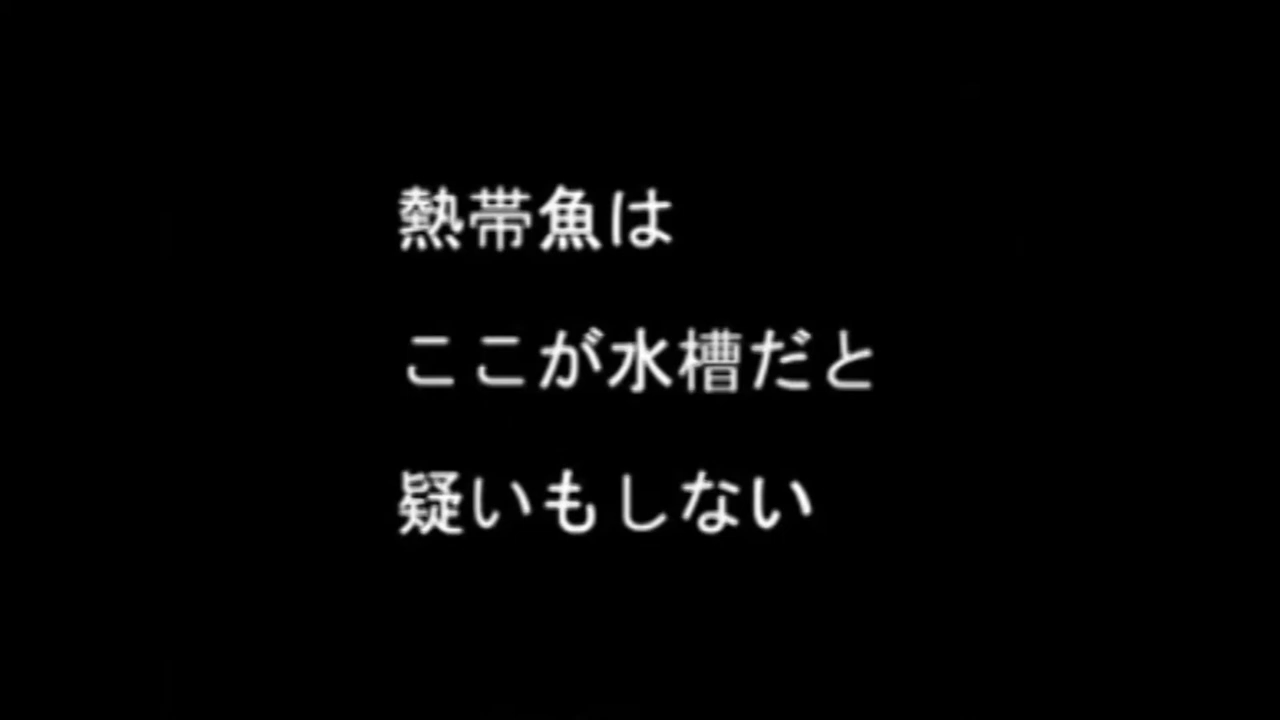 熱帯魚は
ここが水槽だと
疑いもしない